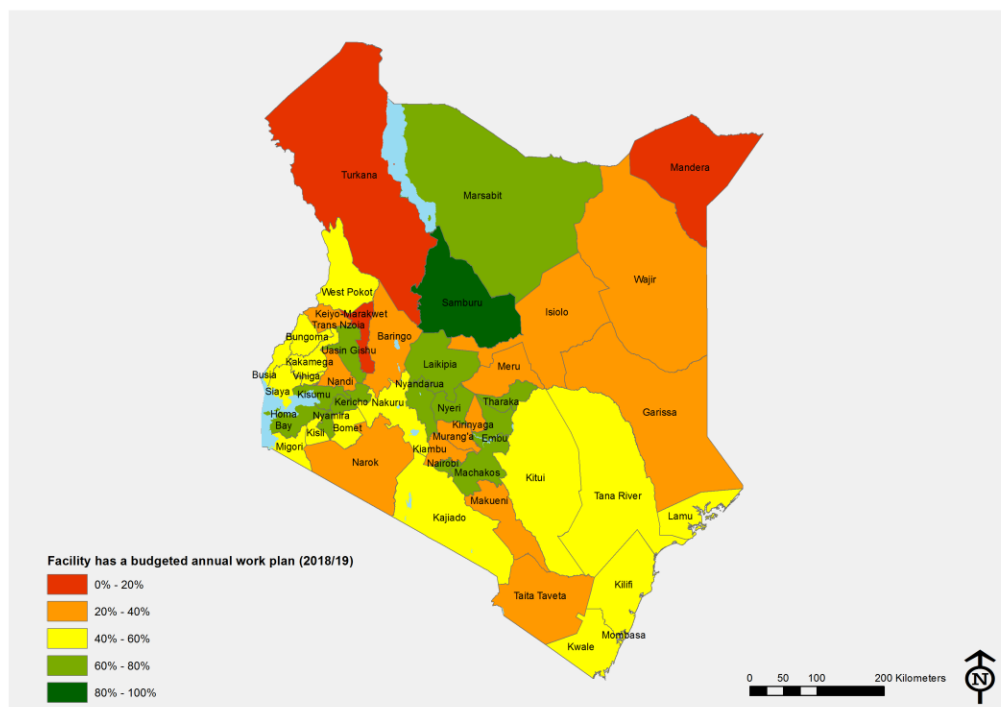 Mandera
Turkana
Marsabit
Wajir
West Pokot
Samburu
Isiolo
Keiyo-Marakwet
Trans Nzoia
Bungoma
Baringo
Uasin Gishu
Laikipia
Kakamega
Meru
Busia
Vihiga
Nandi
Nyandarua
Siaya
Kisumu
Kericho
Nakuru
Tharaka
Garissa
Homa
Bay
Nyamira
Nyeri
Kirinyaga
Kisii
Bomet
Murang'a
Embu
Migori
Kiambu
Narok
Nairobi
Machakos
Kitui
Tana River
Makueni
Kajiado
Lamu
Facility has a budgeted annual work plan (2018/19)
0% - 20%
20% - 40%
40% - 60%
60% - 80%
80% - 100%
Kilifi
Taita Taveta
Mombasa
Kwale
0 50 100 200 Kilometers
N